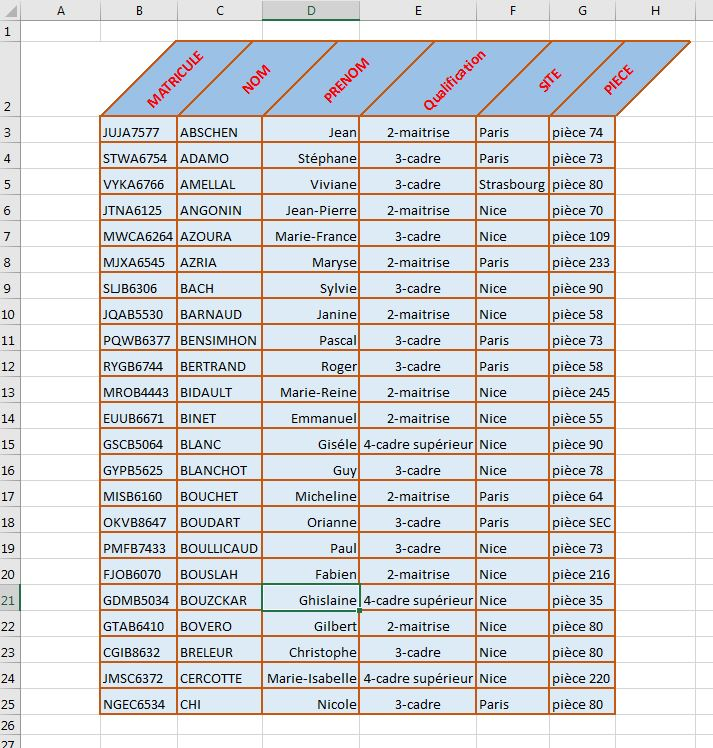 A B C D E F G H
1
2 MATRICULE NOM PRENOM Qualification SITE PIECE
3 JUJA7577 ABSCHEN Jean 2-maitrise Paris pièce 74
4 STWA6754 ADAMO Stéphane 3-cadre Paris pièce 73
5 VYKA6766 AMELLAL Viviane 3-cadre Strasbourg pièce 80
6 JTNA6125 ANGONIN Jean-Pierre 2-maitrise Nice pièce 70
7 MWCA6264 AZOURA Marie-France 3-cadre Nice pièce 109
8 MJXA6545 AZRIA Maryse 2-maitrise Paris pièce 233
9 SLJB6306 BACH Sylvie 3-cadre Nice pièce 90
10 JQAB5530 BARNAUD Janine 2-maitrise Nice pièce 58
11 PQWB6377 BENSIMHON Pascal 3-cadre Paris pièce 73
12 RYGB6744 BERTRAND Roger 3-cadre Paris pièce 58
13 MROB4443 BIDAULT Marie-Reine 2-maitrise Nice pièce 245
14 EUUB6671 BINET Emmanuel 2-maitrise Nice pièce 55
15 GSCB5064 BLANC Giséle 4-cadre supérieur Nice pièce 90
16 GYPB5625 BLANCHOT Guy 3-cadre Nice pièce 78
17 MISB6160 BOUCHET Micheline 2-maitrise Paris pièce 64
18 OKVB8647 BOUDART Orianne 3-cadre Paris pièce SEC
19 PMFB7433 BOULLICAUD Paul 3-cadre Nice pièce 73
20 FJOB6070 BOUSLAH Fabien 2-maitrise Nice pièce 216
21 GDMB5034 BOUZCKAR Ghislaine 4-cadre supérieur Nice pièce 35
22 GTAB6410 BOVERO Gilbert 2-maitrise Nice pièce 80
23 CGIB8632 BRELEUR Christophe 3-cadre Nice pièce 80
24 JMSC6372 CERCOTTE Marie-Isabelle 4-cadre supérieur Nice pièce 220
25 NGEC6534 CHI Nicole 3-cadre Paris pièce 80
26
27